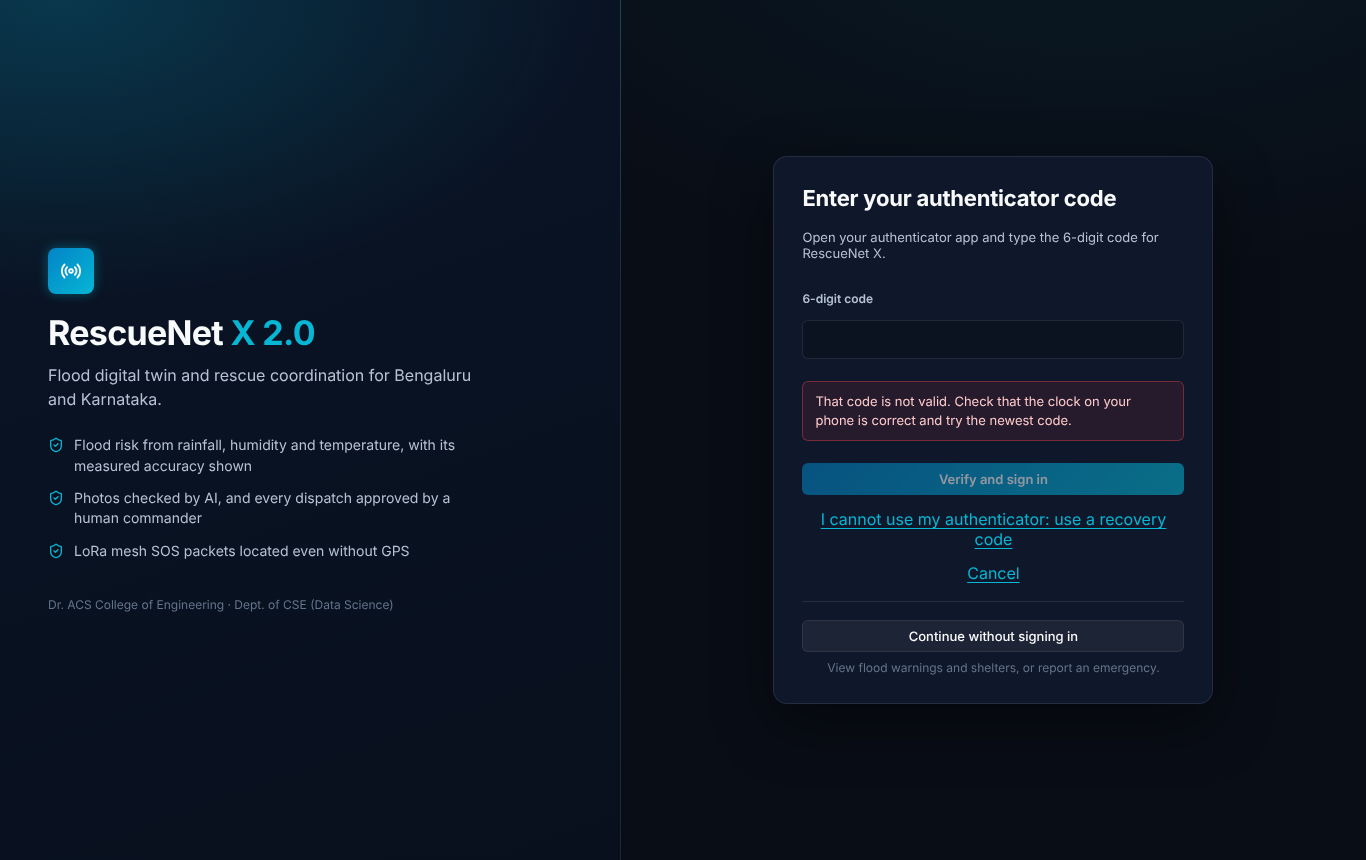 RescueNet X 2.0
Flood digital twin and rescue coordination for Bengaluru
and Karnataka.
Flood risk from rainfall, humidity and temperature, with its
measured accuracy shown
Photos checked by AI, and every dispatch approved by a
human commander
LoRa mesh SOS packets located even without GPS
Dr. ACS College of Engineering · Dept. of CSE (Data Science)
Enter your authenticator code
Open your authenticator app and type the 6-digit code for
RescueNet X.
6-digit code
That code is not valid. Check that the clock on your
phone is correct and try the newest code.
Verify and sign in
I cannot use my authenticator: use a recovery
code
Cancel
Continue without signing in
View flood warnings and shelters, or report an emergency.